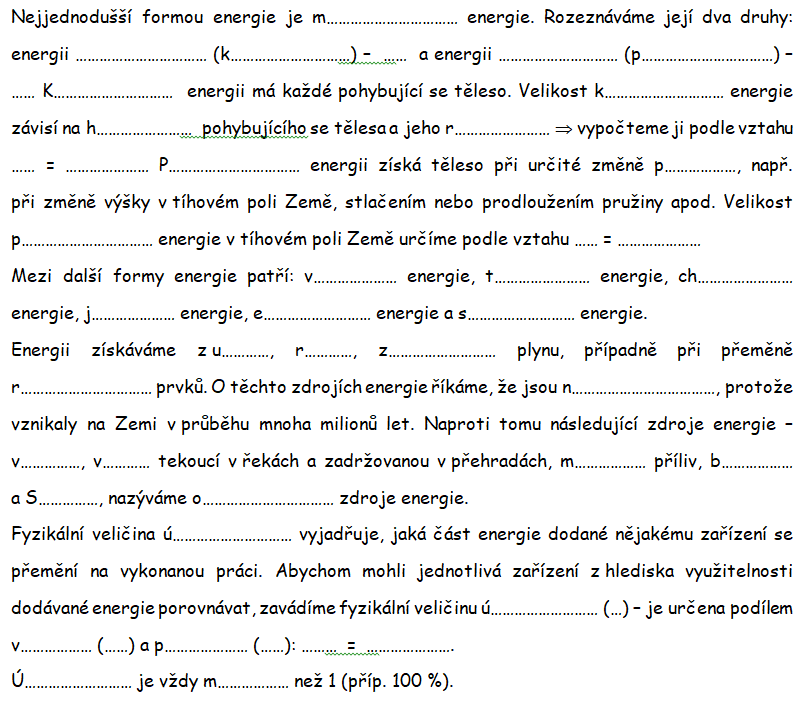 Nejjednodušší formou energie je m…………………………… energie. Rozeznáváme její dva druhy:
energii …………………………… (k…………………………) – …… a energii ………………………… (p……………………………) –
…… K………………………… energii má každé pohybující se těleso. Velikost k………………………… energie
závisí na h…………………… pohybujícího se tělesa a jeho r…………………… ⇒ vypočteme ji podle vztahu
…… = ………………… P…………………………… energii získá těleso při určité změně p………………, např.
při změně výšky v tíhovém poli Země, stlačením nebo prodloužením pružiny apod. Velikost
p…………………………… energie v tíhovém poli Země určíme podle vztahu …… = …………………
Mezi další formy energie patří: v………………… energie, t…………………… energie, ch……………………
energie, j………………… energie, e……………………… energie a s……………………… energie.
Energii získáváme z u…………, r…………, z……………………… plynu, případně při přeměně
r…………………………… prvků. O těchto zdrojích energie říkáme, že jsou n………………………………, protože
vznikaly na Zemi v průběhu mnoha milionů let. Naproti tomu následující zdroje energie –
v……………, v………… tekoucí v řekách a zadržovanou v přehradách, m……………… příliv, b………………
a S……………, nazýváme o…………………………… zdroje energie.
Fyzikální veličina ú………………………… vyjadřuje, jaká část energie dodané nějakému zařízení se
přemění na vykonanou práci. Abychom mohli jednotlivá zařízení z hlediska využitelnosti
dodávané energie porovnávat, zavádíme fyzikální veličinu ú……………………… (…) – je určena podílem
v……………… (……) a p………………… (……): ……… = …………………….
Ú……………………… je vždy m……………… než 1 (příp. 100 %).